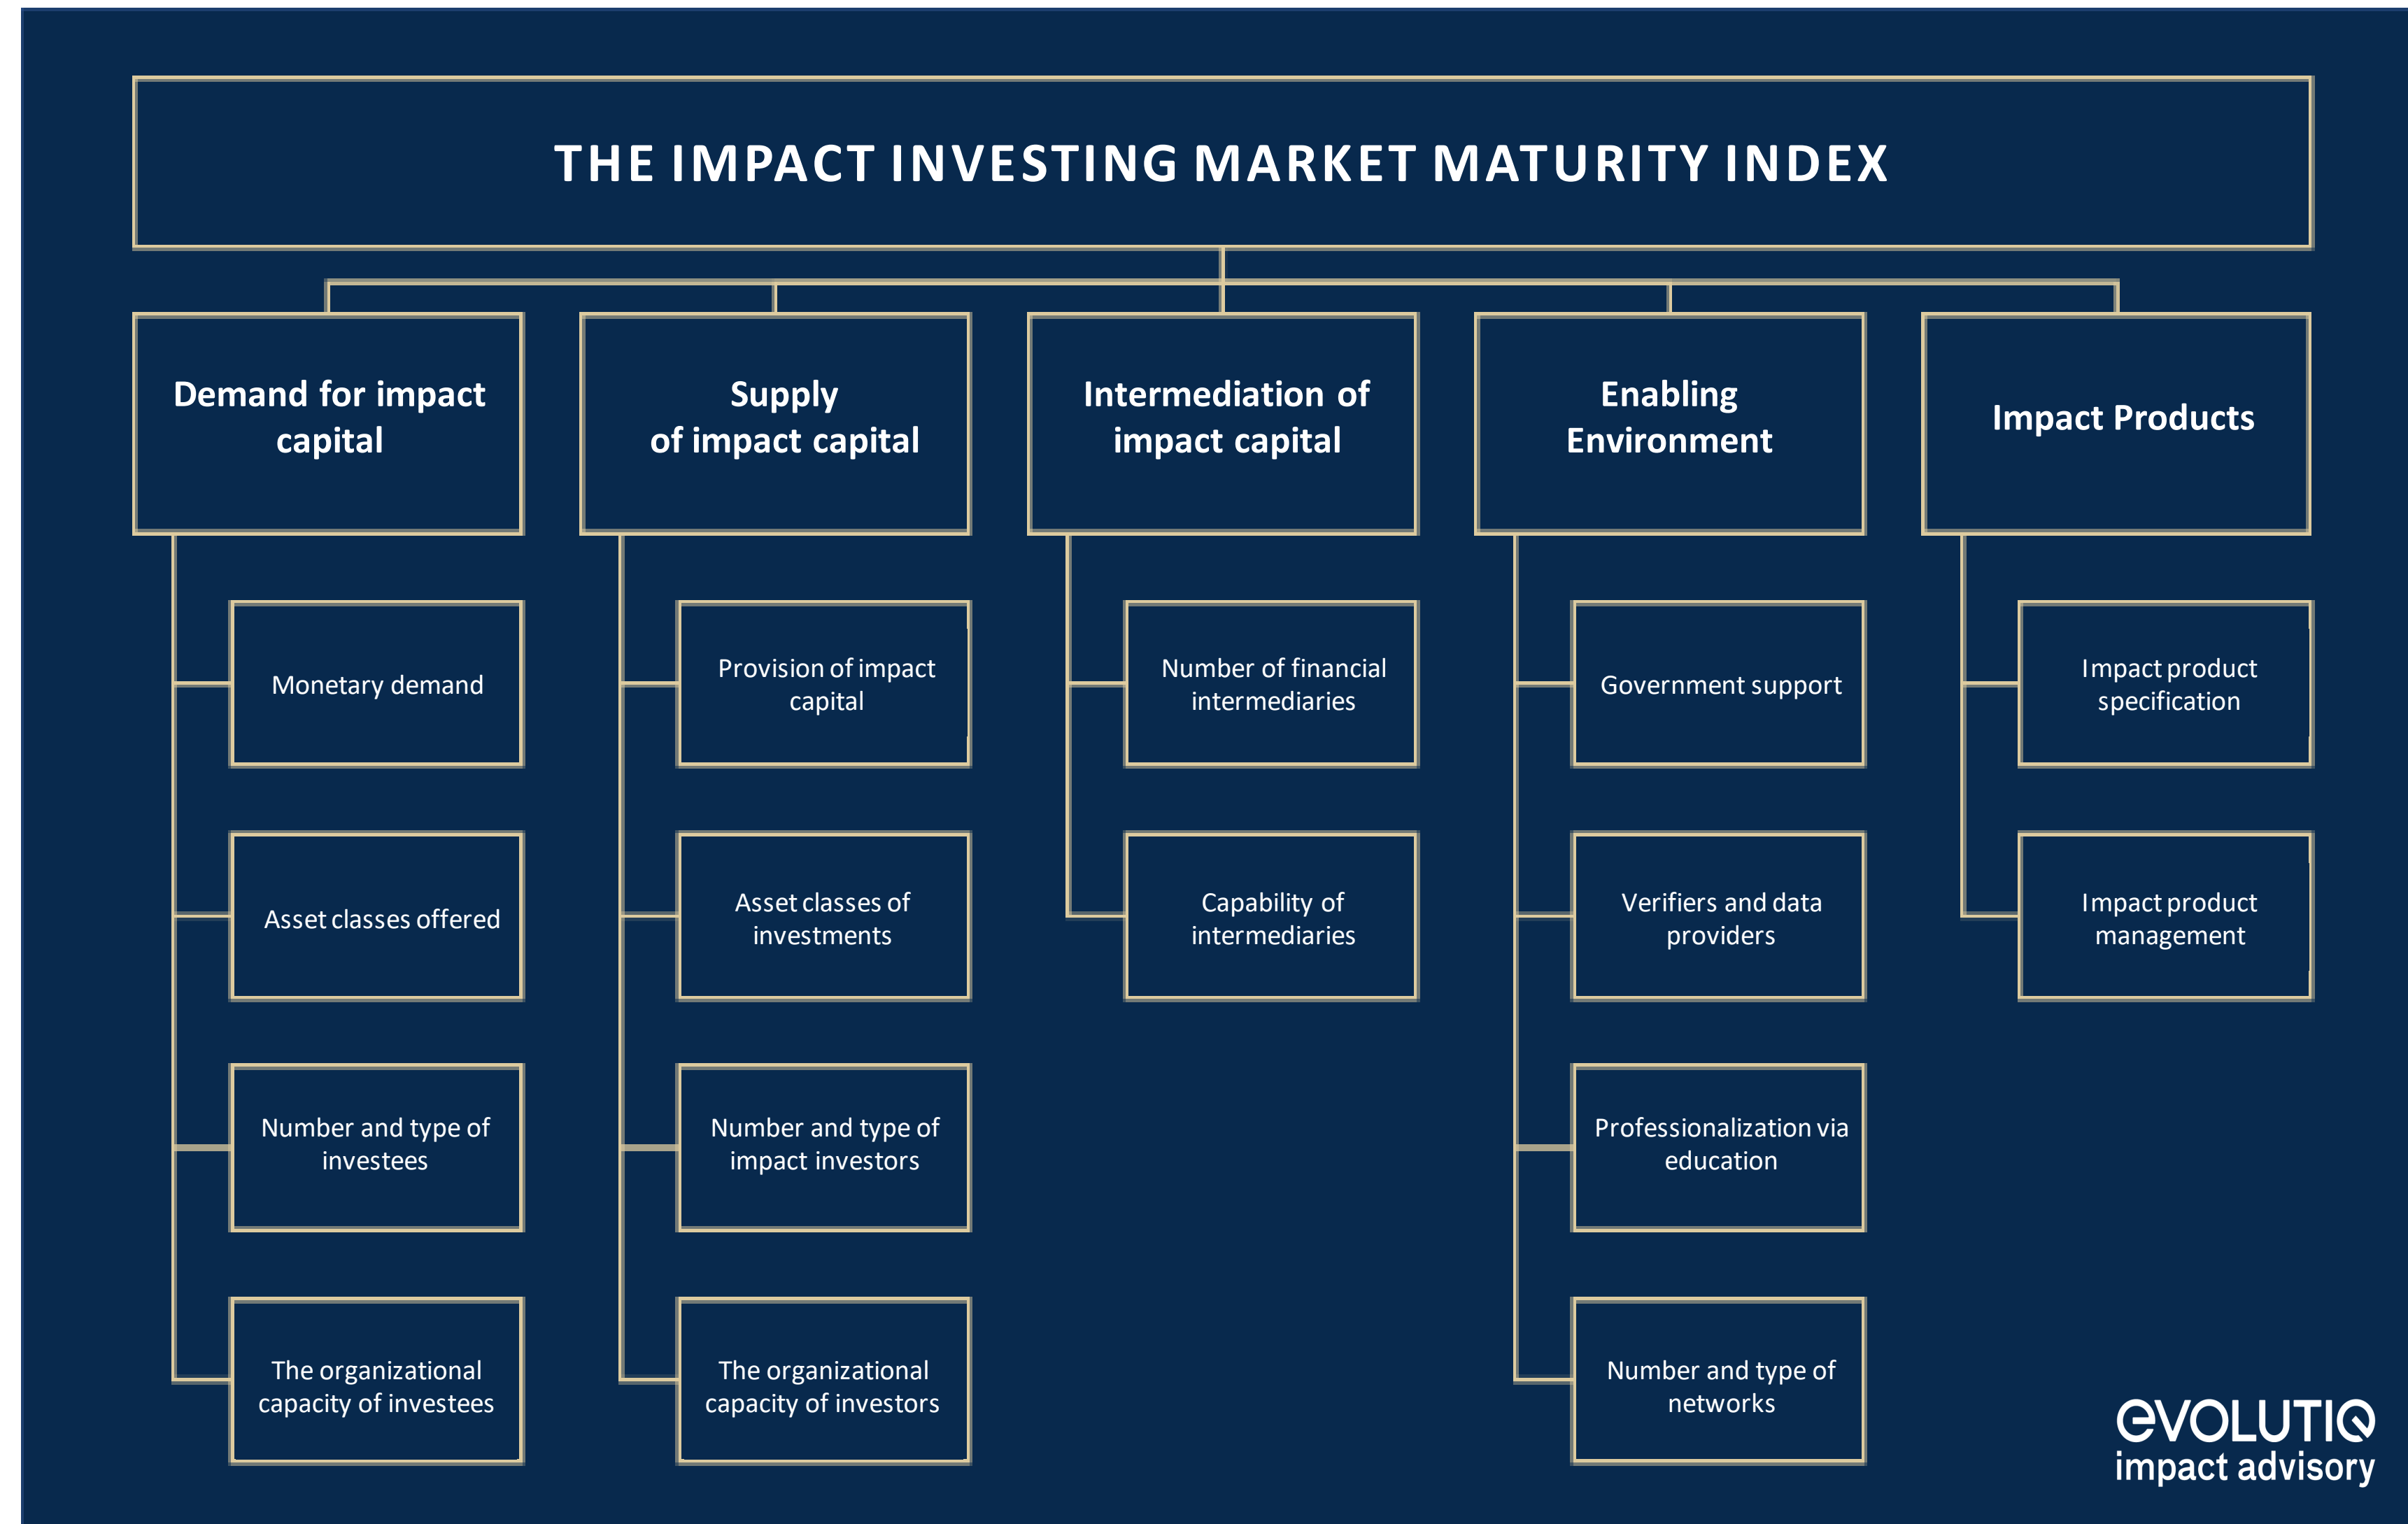 THE IMPACT INVESTING MARKET MATURITY INDEX
Demand for impact
capital
Monetary demand
Asset classes offered
Number and type of
investees
The organizational
capacity of investees
Supply
of impact capital
Provision of impact
capital
Asset classes of
investments
Number and type of
impact investors
The organizational
capacity of investors
Intermediation of
impact capital
Number of financial
intermediaries
Capability of
intermediaries
Enabling
Environment
Government support
Verifiers and data
providers
Professionalization via
education
Number and type of
networks
Impact Products
Impact product
specification
Impact product
management
eVOLUTIQ
impact advisory